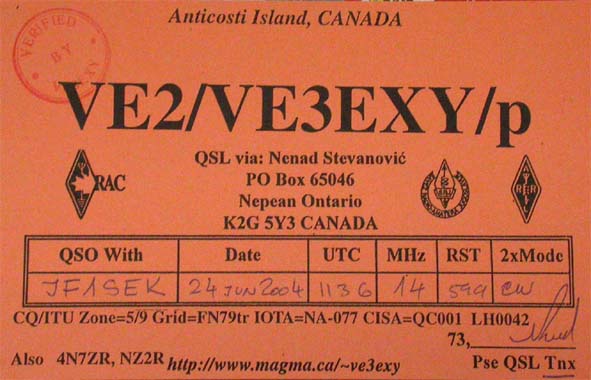 Anticosti Island, CANADA
VERIFIED
BY
VE2/VE3EXY/p
QSL via: Nenad Stevanović
PO Box 65046
Nepean Ontario
K2G 5Y3 CANADA
RAC
QSO With Date UTC MHz RST 2xMode
JF1SEK 24 JUN 2004 1136 14 599 CW
CQ/ITU Zone=5/9 Grid=FN79tr IOTA=NA-077 CISA=QC001 LH0042
73,
Also 4N7ZR, NZ2R http://www.magma.ca/~ve3exy Pse QSL Tnx